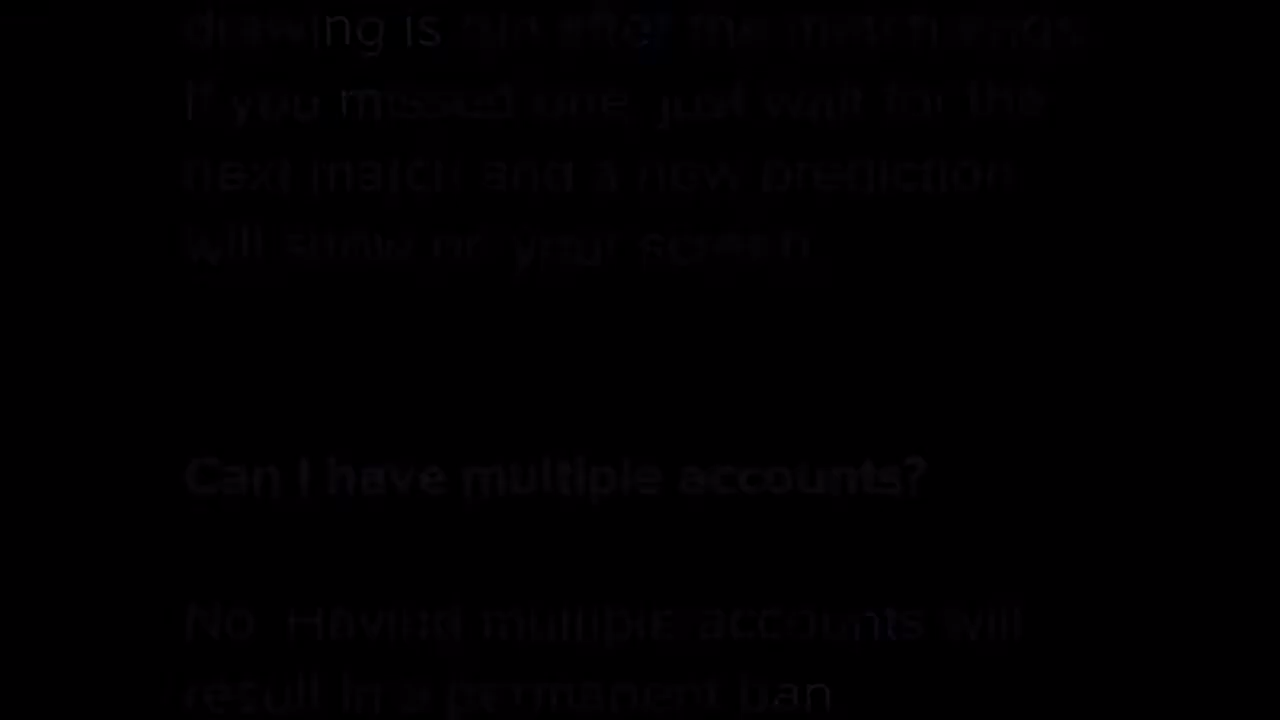 drawing is run after the match ends.
If you missed one, just wait for the
next match and a new prediction
will show on your screen.
Can I have multiple accounts?
No. Having multiple accounts will
result in a permanent ban.